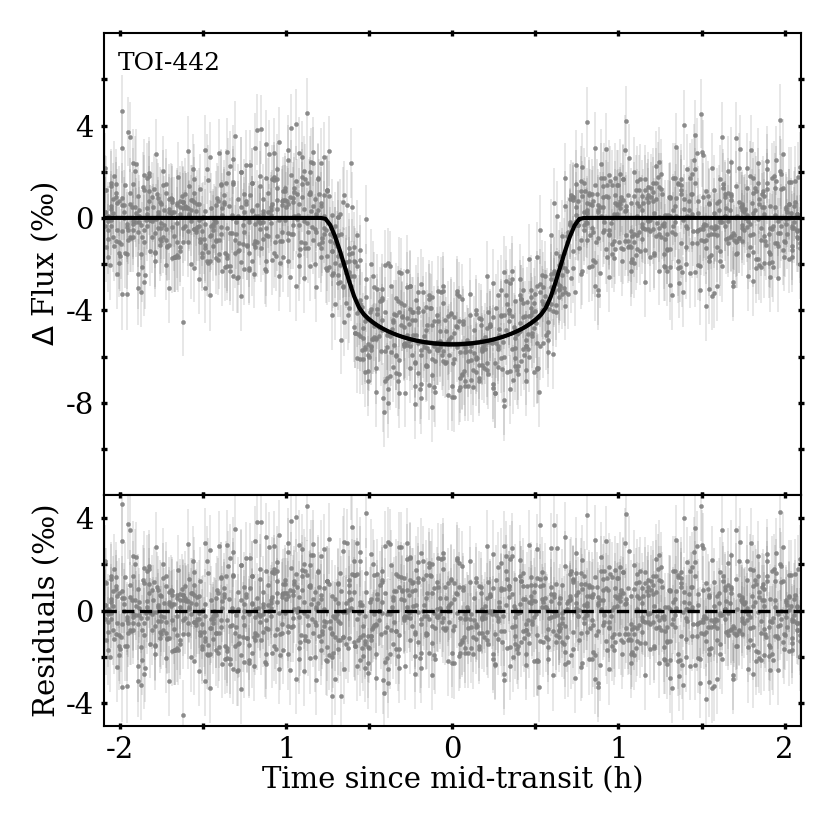 TOI-442
4
0
-4
-8
Δ Flux (‰)
4
0
-4
Residuals (‰)
-2 1 0 1 2
Time since mid-transit (h)